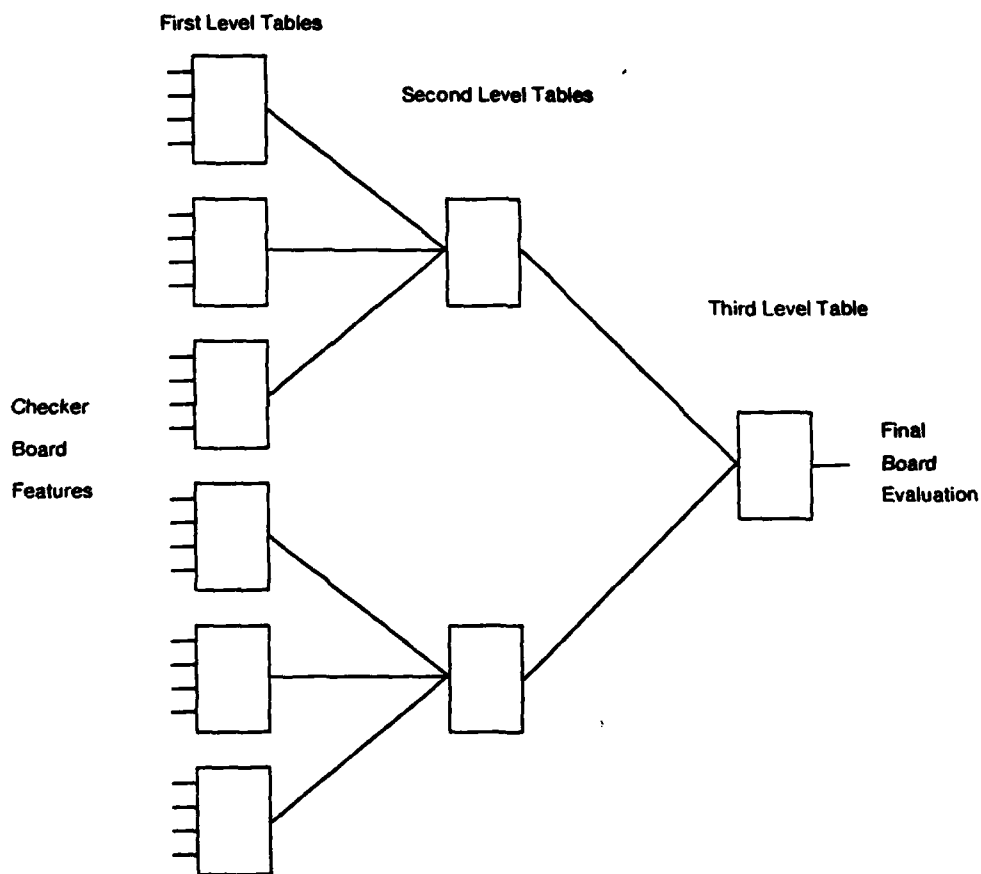 First Level Tables
Second Level Tables
Third Level Table
Checker
Board
Features
Final
Board
Evaluation